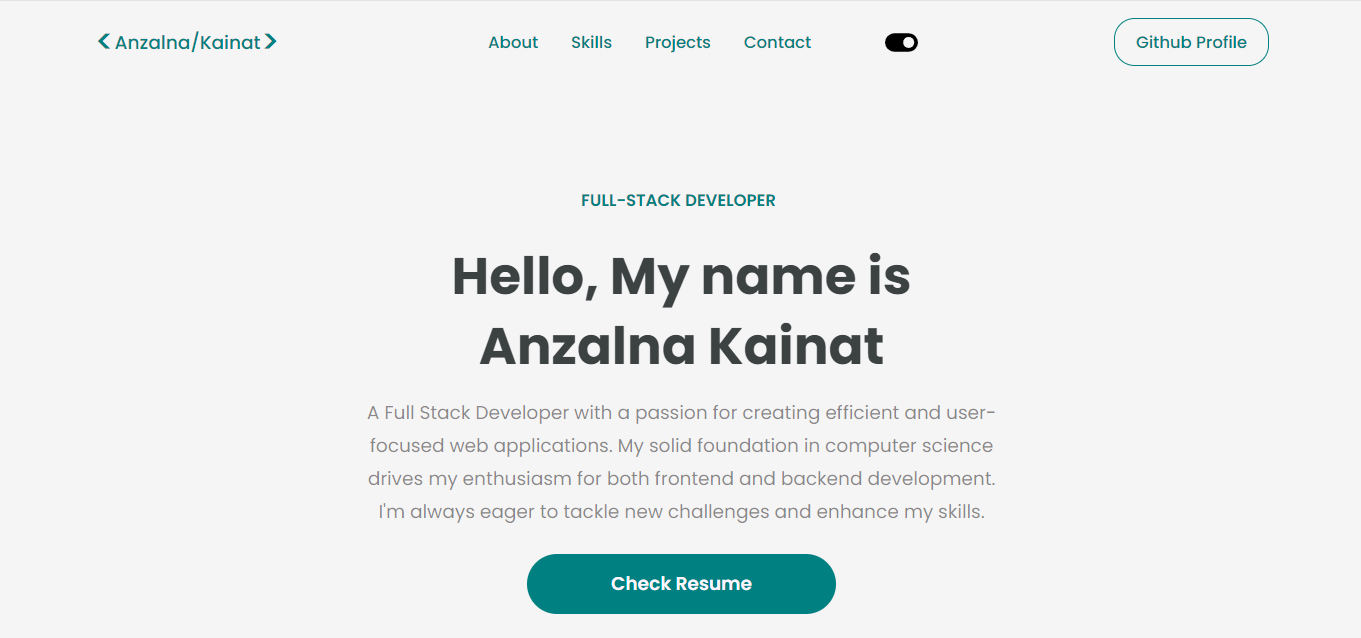 <Anzalna/Kainat>
About Skills Projects Contact
Github Profile
FULL-STACK DEVELOPER
Hello, My name is
Anzalna Kainat
A Full Stack Developer with a passion for creating efficient and user-
focused web applications. My solid foundation in computer science
drives my enthusiasm for both frontend and backend development.
I'm always eager to tackle new challenges and enhance my skills.
Check Resume